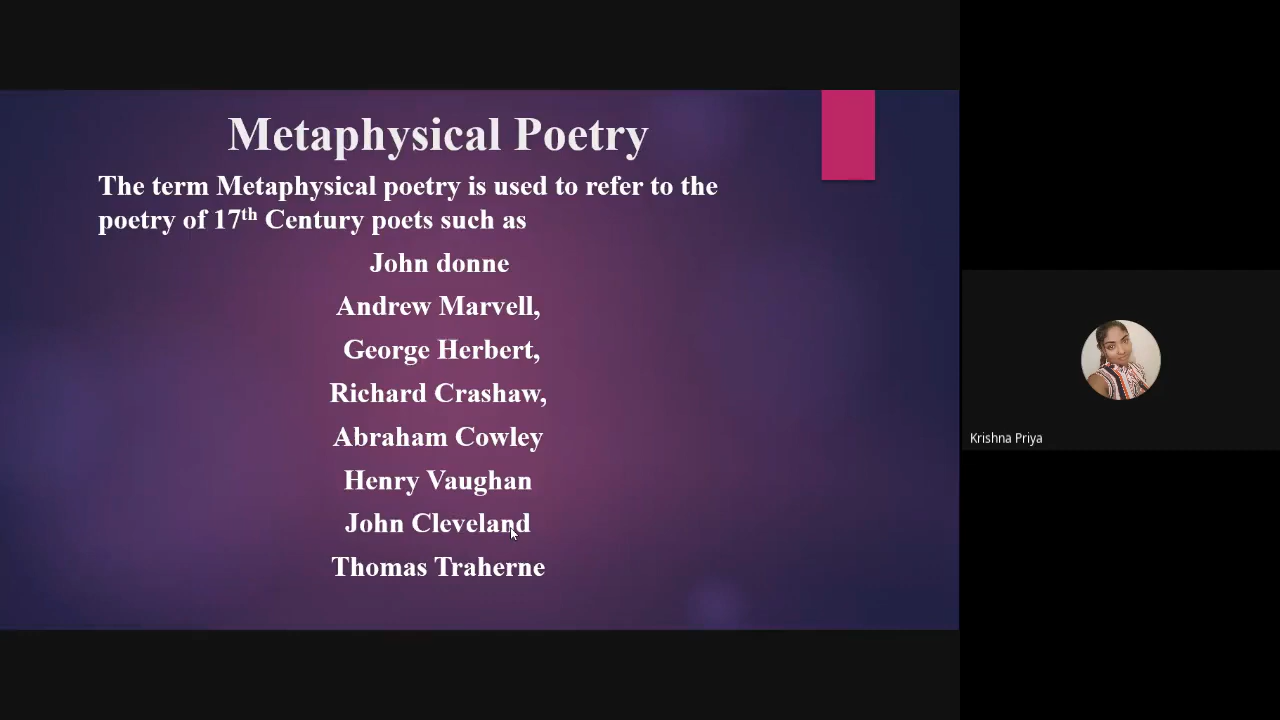 Metaphysical Poetry
The term Metaphysical poetry is used to refer to the
poetry of 17th Century poets such as
John donne
Andrew Marvell,
George Herbert,
Richard Crashaw,
Abraham Cowley
Henry Vaughan
John Cleveland
Thomas Traherne
Krishna Priya